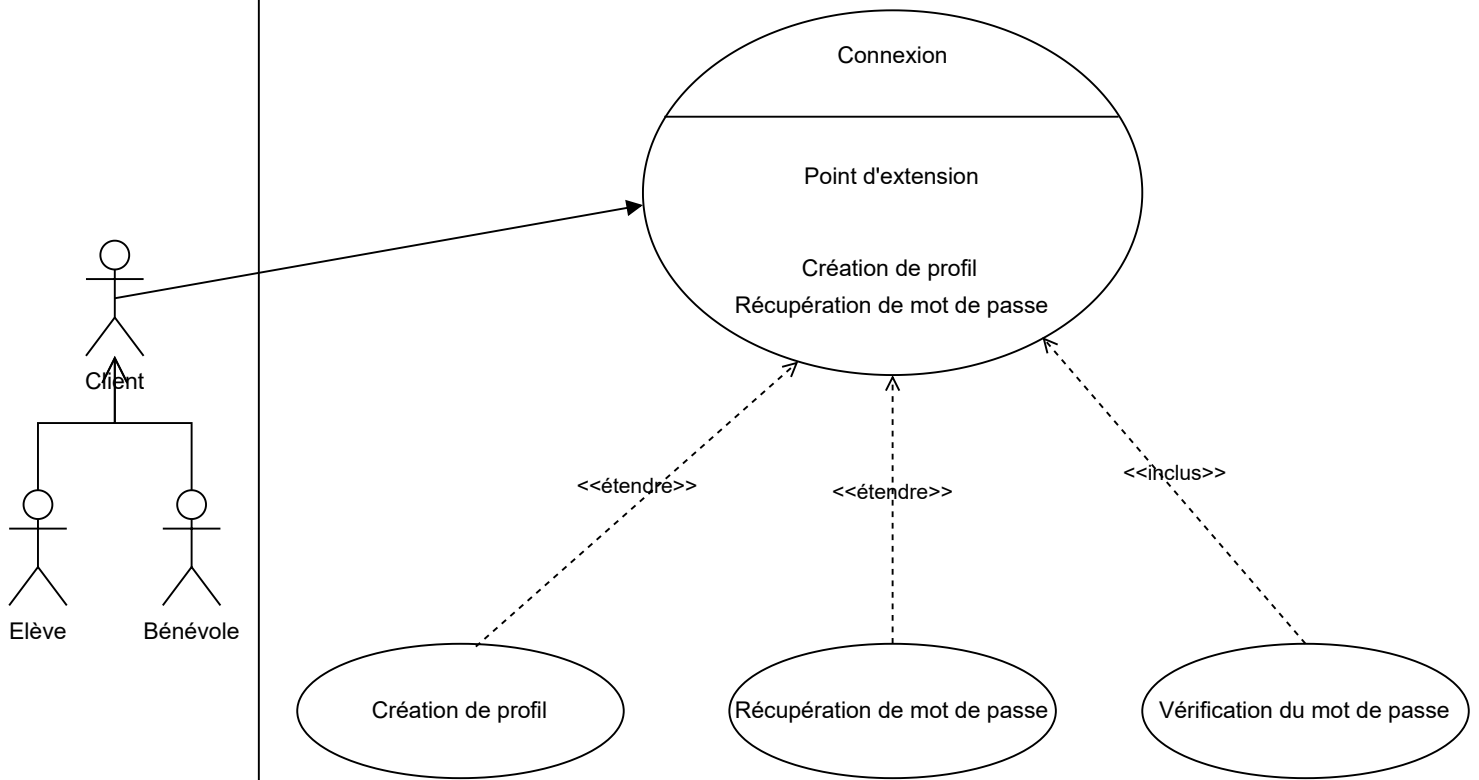 Connexion
Point d'extension
Création de profil
Récupération de mot de passe
Client
<<étendre>>
<<étendre>>
<<inclus>>
Elève
Bénévole
Création de profil
Récupération de mot de passe
Vérification du mot de passe